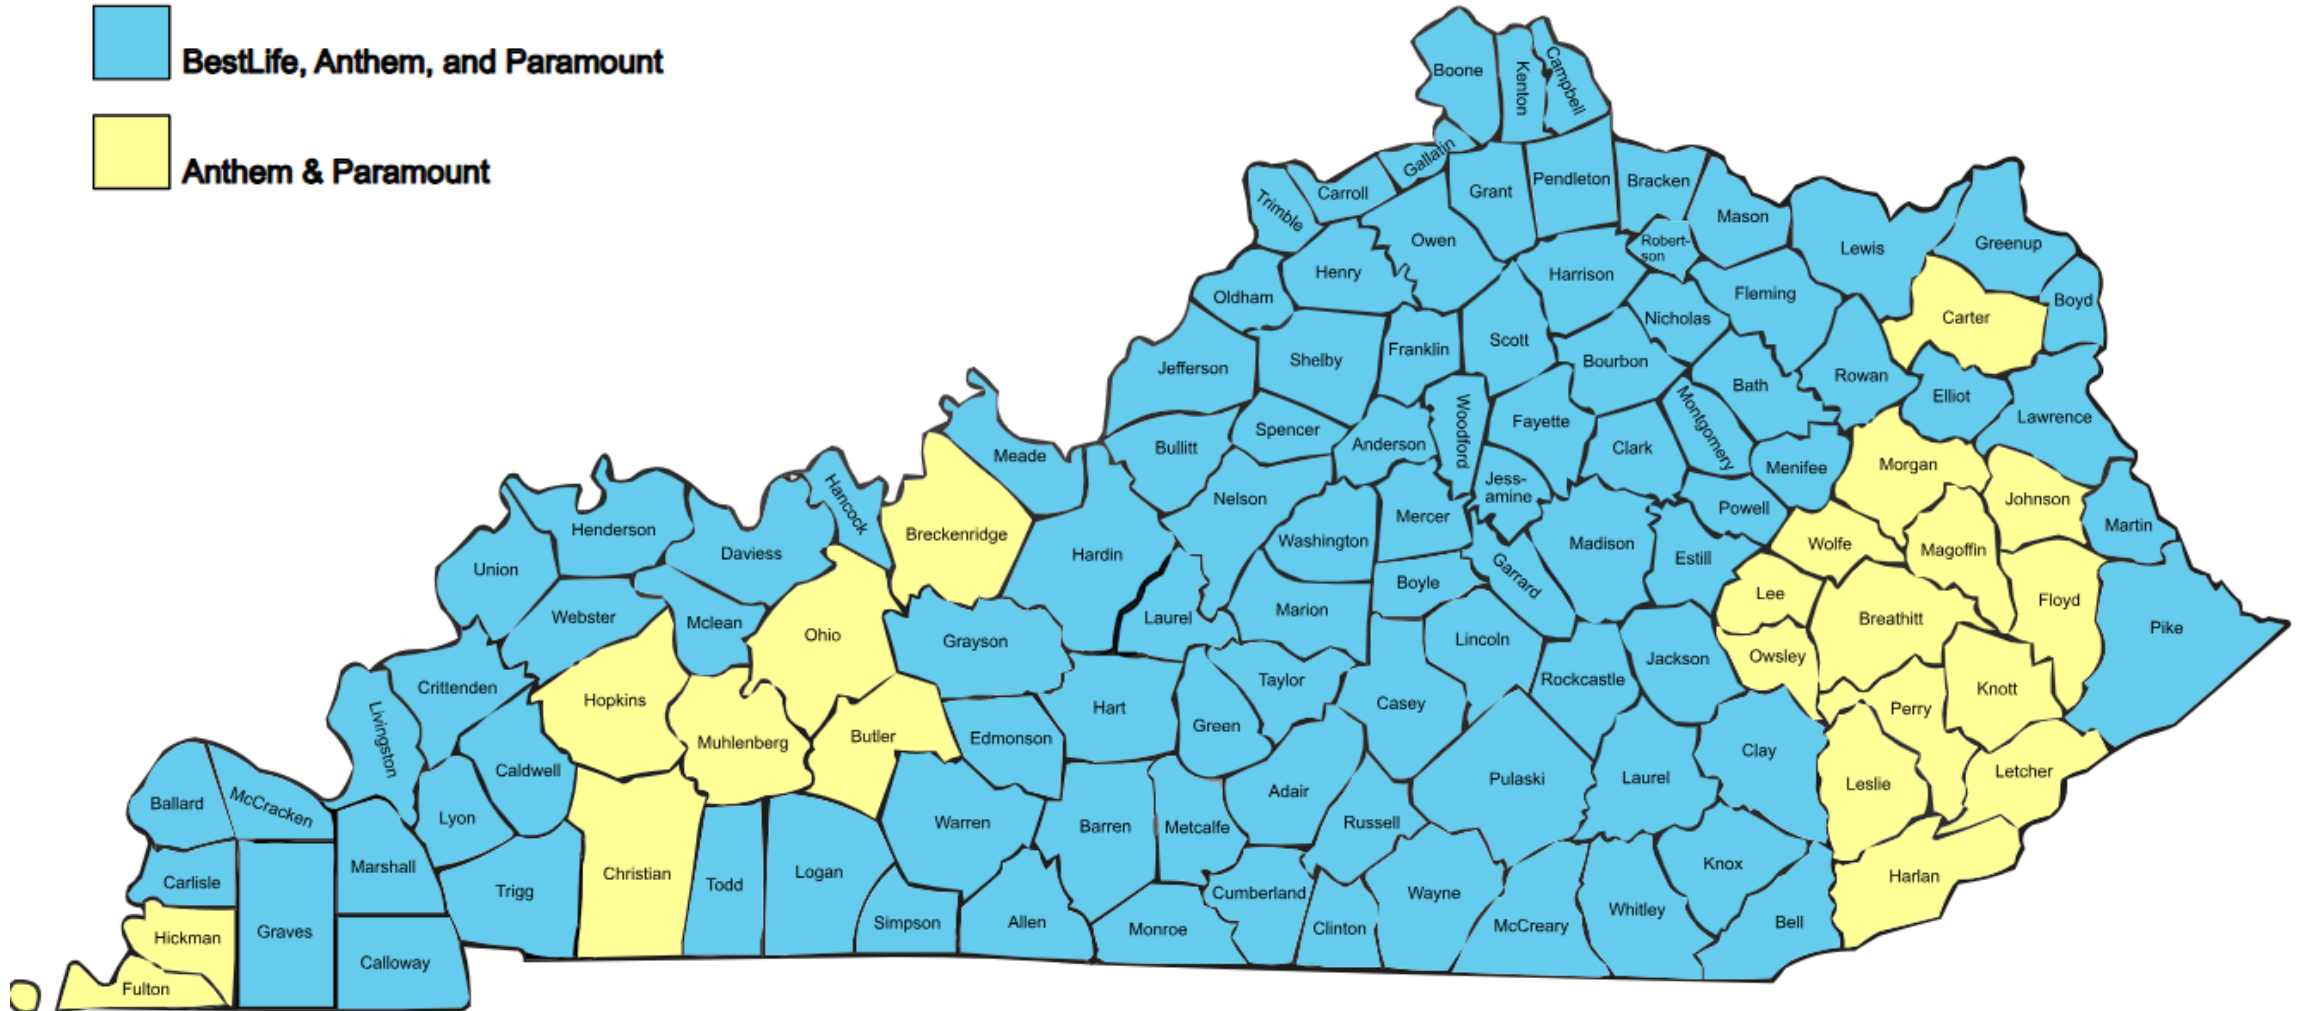 BestLife, Anthem, and Paramount
Anthem & Paramount
Boone
Kenton
Campbell
Gallatin
Carroll
Trimble
Grant
Pendleton
Bracken
Mason
Owen
Robert-
son
Lewis
Greenup
Henry
Harrison
Oldham
Fleming
Boyd
Carter
Nicholas
Scott
Franklin
Shelby
Jefferson
Bourbon
Rowan
Bath
Elliot
Lawrence
Montgomery
Woodford
Fayette
Spencer
Anderson
Bullitt
Clark
Meade
Menifee
Morgan
Jess-
amine
Nelson
Johnson
Hancock
Powell
Mercer
Martin
Henderson
Breckenridge
Washington
Madison
Wolfe
Magoffin
Daviess
Hardin
Estill
Union
Boyle
Garrard
Lee
Floyd
Marion
Webster
Laurel
Breathitt
Mclean
Pike
Ohio
Grayson
Lincoln
Owsley
Jackson
Taylor
Rockcastle
Crittenden
Knott
Hopkins
Casey
Hart
Perry
Green
Livingston
Butler
Edmonson
Muhlenberg
Clay
Caldwell
Letcher
Pulaski
Laurel
Leslie
Adair
Ballard
McCracken
Lyon
Warren
Russell
Barren
Metcalfe
Knox
Marshall
Logan
Christian
Harlan
Carlisle
Todd
Trigg
Cumberland
Wayne
Whitley
Simpson
Allen
Bell
McCreary
Clinton
Monroe
Graves
Hickman
Calloway
Fulton